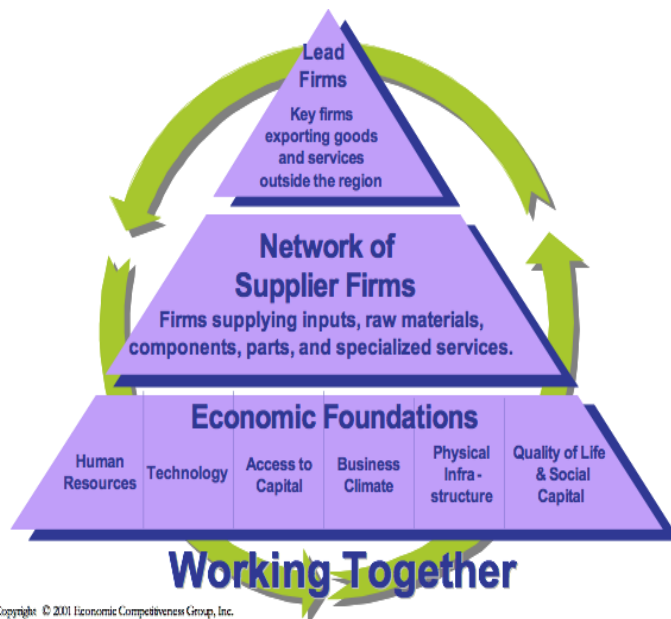 Lead
Firms
Key firms
exporting goods
and services
outside the region
Network of
Supplier Firms
Firms supplying inputs, raw materials,
components, parts, and specialized services.
Economic Foundations
Human
Resources
Technology
Access to
Capital
Business
Climate
Physical
Infra -
structure
Quality of Life
& Social
Capital
Working Together
Copyright © 2001 Economic Competitiveness Group, Inc.